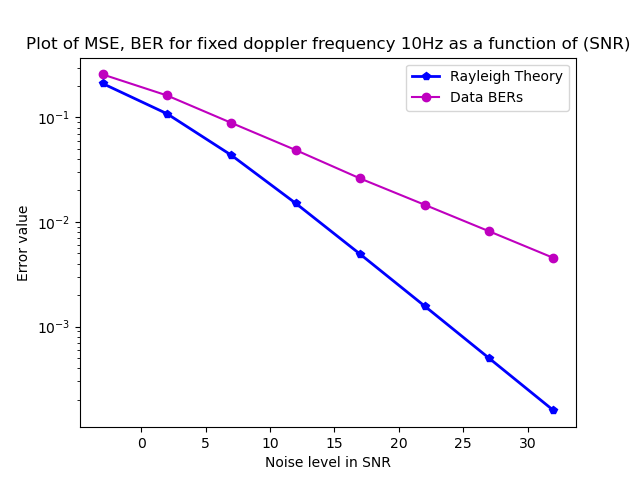 Plot of MSE, BER for fixed doppler frequency 10Hz as a function of (SNR)
Rayleigh Theory
Data BERs
Error value
10⁻¹
10⁻²
10⁻³
0 5 10 15 20 25 30
Noise level in SNR